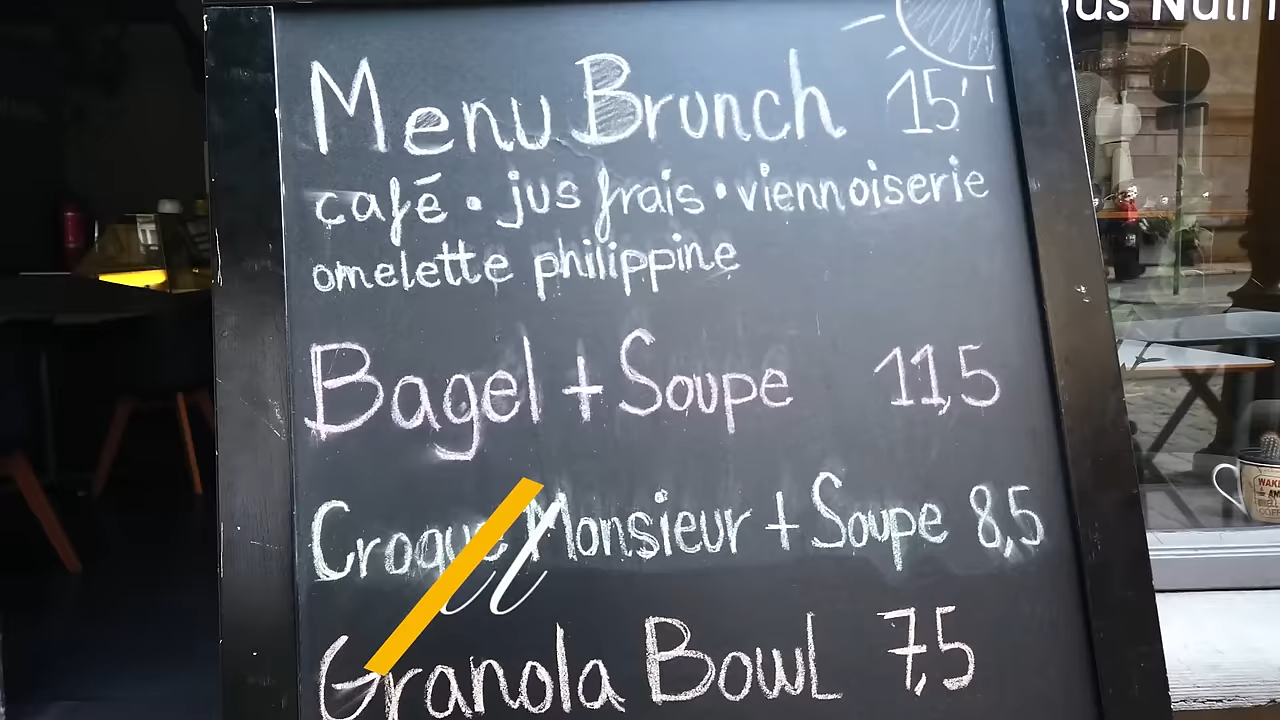 Menu Brunch 15''
café • jus frais • viennoiserie
omelette philippine
Bagel + Soupe 11,5
Croque Monsieur + Soupe 8,5
Granola Bowl 7,5